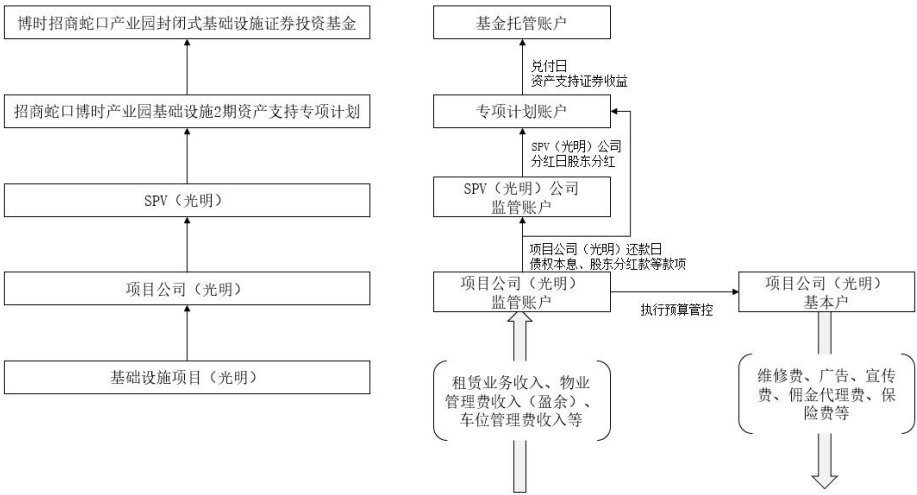 博时招商蛇口产业园封闭式基础设施证券投资基金
招商蛇口博时产业园基础设施2期资产支持专项计划
SPV（光明）
项目公司（光明）
基础设施项目（光明）
基金托管账户
兑付日
资产支持证券收益
专项计划账户
SPV（光明）公司
分红日股东分红
SPV（光明）公司
监管账户
项目公司（光明）还款日
债权本息、股东分红款等款项
项目公司（光明）
监管账户
执行预算管控
项目公司（光明）
基本户
租赁业务收入、物业
管理费收入（盈余）、
车位管理费收入等
维修费、广告、宣传
费、佣金代理费、保
险费等